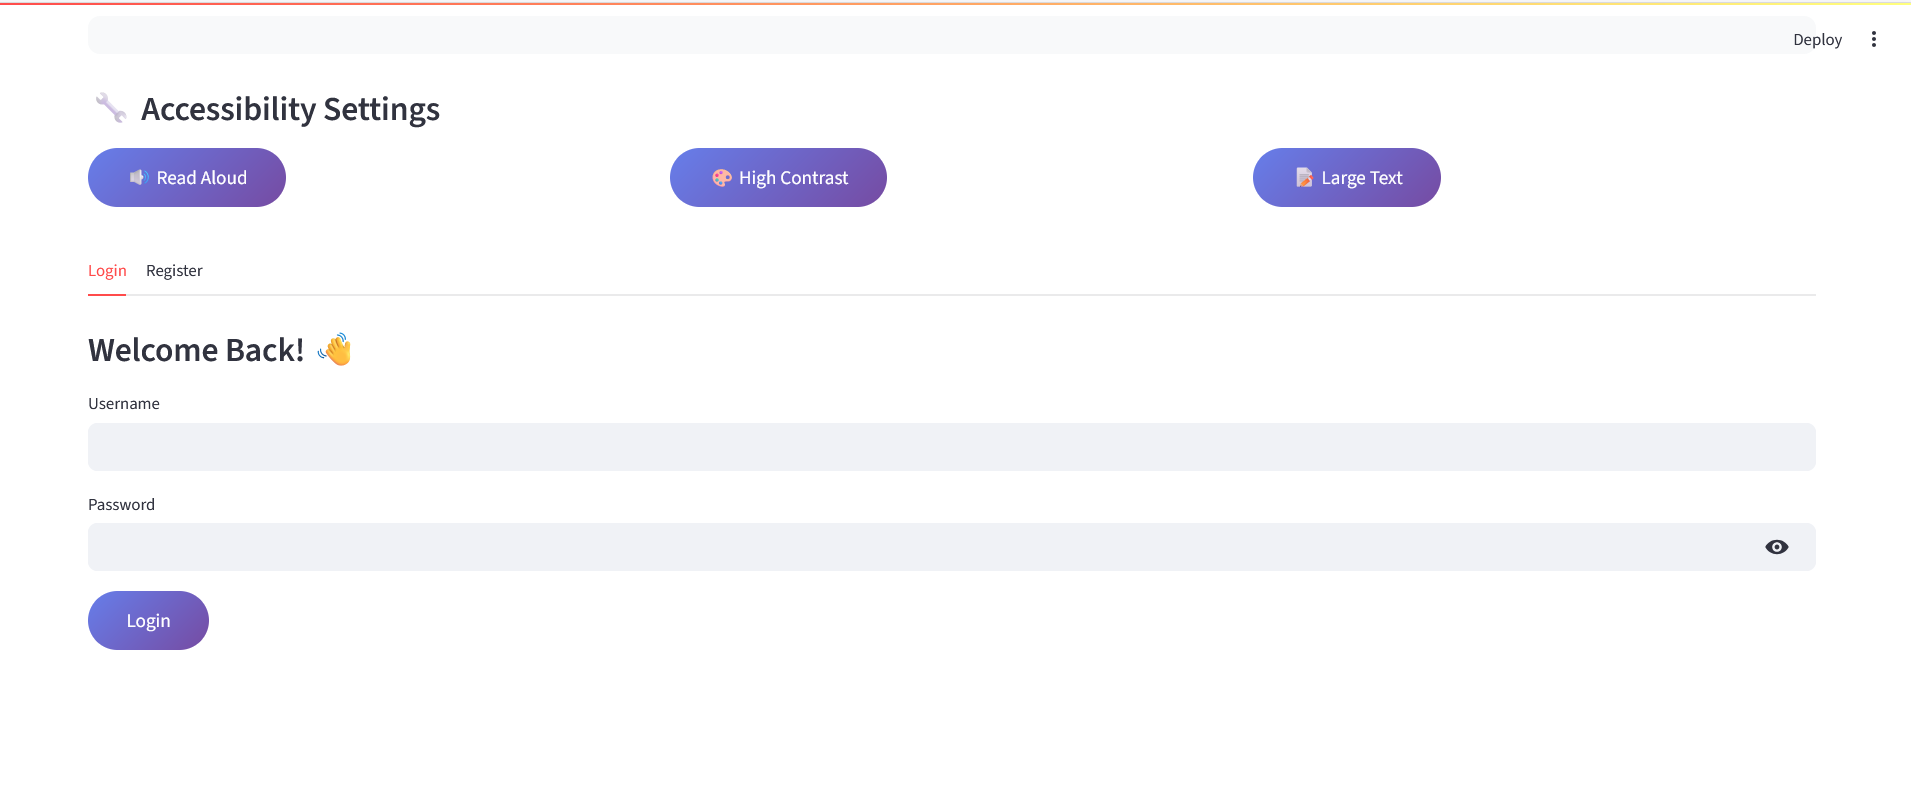 Deploy
Accessibility Settings
Read Aloud
High Contrast
Large Text
Login Register
Welcome Back!
Username
Password
Login